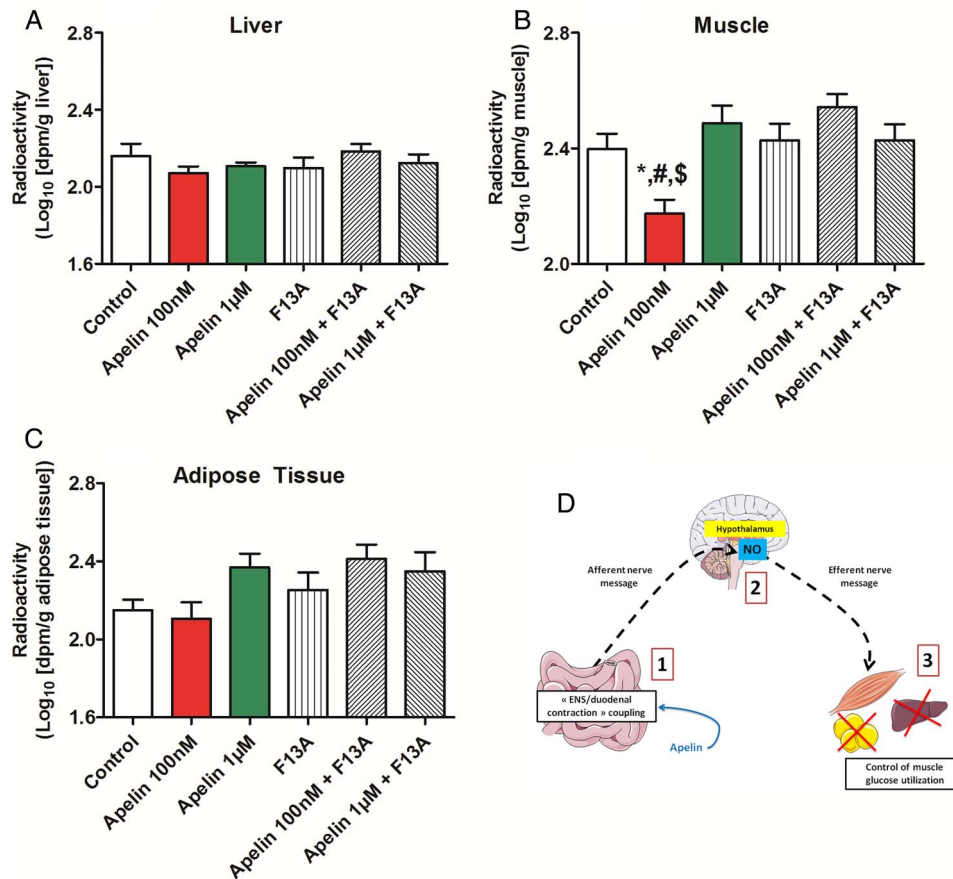 A
Liver
Radioactivity
(Log10 [dpm/g liver])
2.8
2.4
2.0
1.6
Control
Apelin 100nM
Apelin 1µM
F13A
Apelin 100nM + F13A
Apelin 1µM + F13A
B
Muscle
Radioactivity
(Log10 [dpm/g muscle])
2.8
2.4
2.0
*,#,$
Control
Apelin 100nM
Apelin 1µM
F13A
Apelin 100nM + F13A
Apelin 1µM + F13A
C
Adipose Tissue
Radioactivity
(Log10 [dpm/g adipose tissue])
2.8
2.4
2.0
1.6
Control
Apelin 100nM
Apelin 1µM
F13A
Apelin 100nM + F13A
Apelin 1µM + F13A
D
Hypothalamus
NO
2
Afferent nerve
message
Efferent nerve
message
1
« ENS/duodenal
contraction » coupling
Apelin
3
Control of muscle
glucose utilization